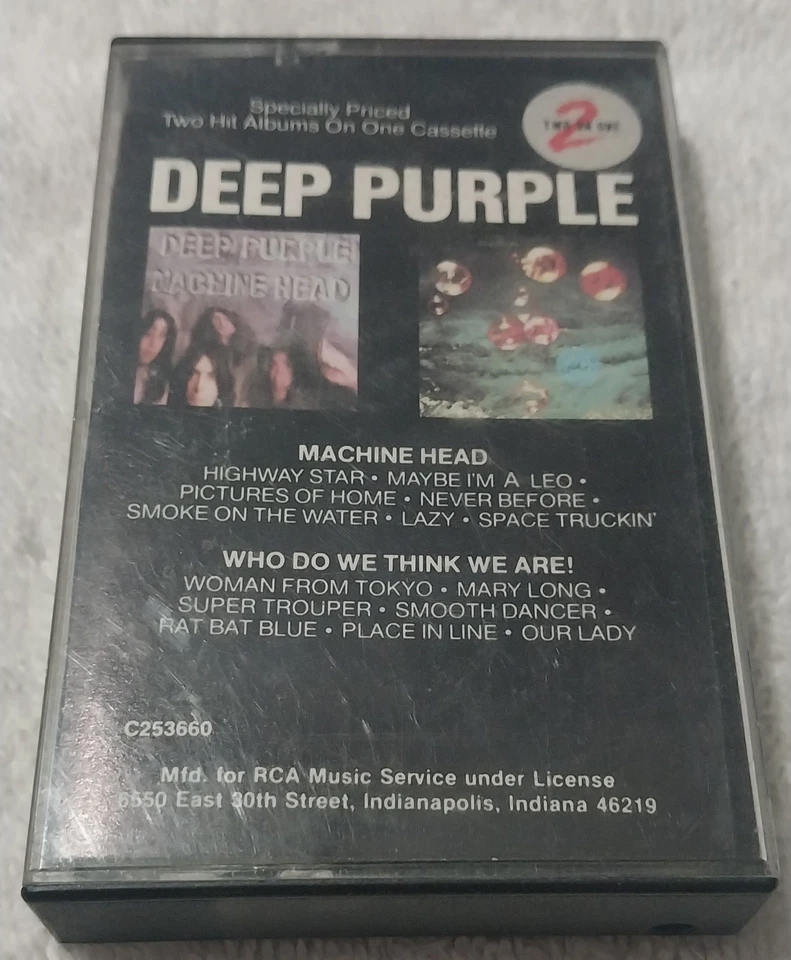 Specially Priced
Two Hit Albums On One Cassette
2
TWO ON ONE
DEEP PURPLE
DEEP PURPLE
MACHINE HEAD
MACHINE HEAD
HIGHWAY STAR • MAYBE I'M A LEO •
PICTURES OF HOME • NEVER BEFORE •
SMOKE ON THE WATER • LAZY • SPACE TRUCKIN'
WHO DO WE THINK WE ARE!
WOMAN FROM TOKYO • MARY LONG •
SUPER TROUPER • SMOOTH DANCER •
RAT BAT BLUE • PLACE IN LINE • OUR LADY
C253660
Mfd. for RCA Music Service under License
6550 East 30th Street, Indianapolis, Indiana 46219